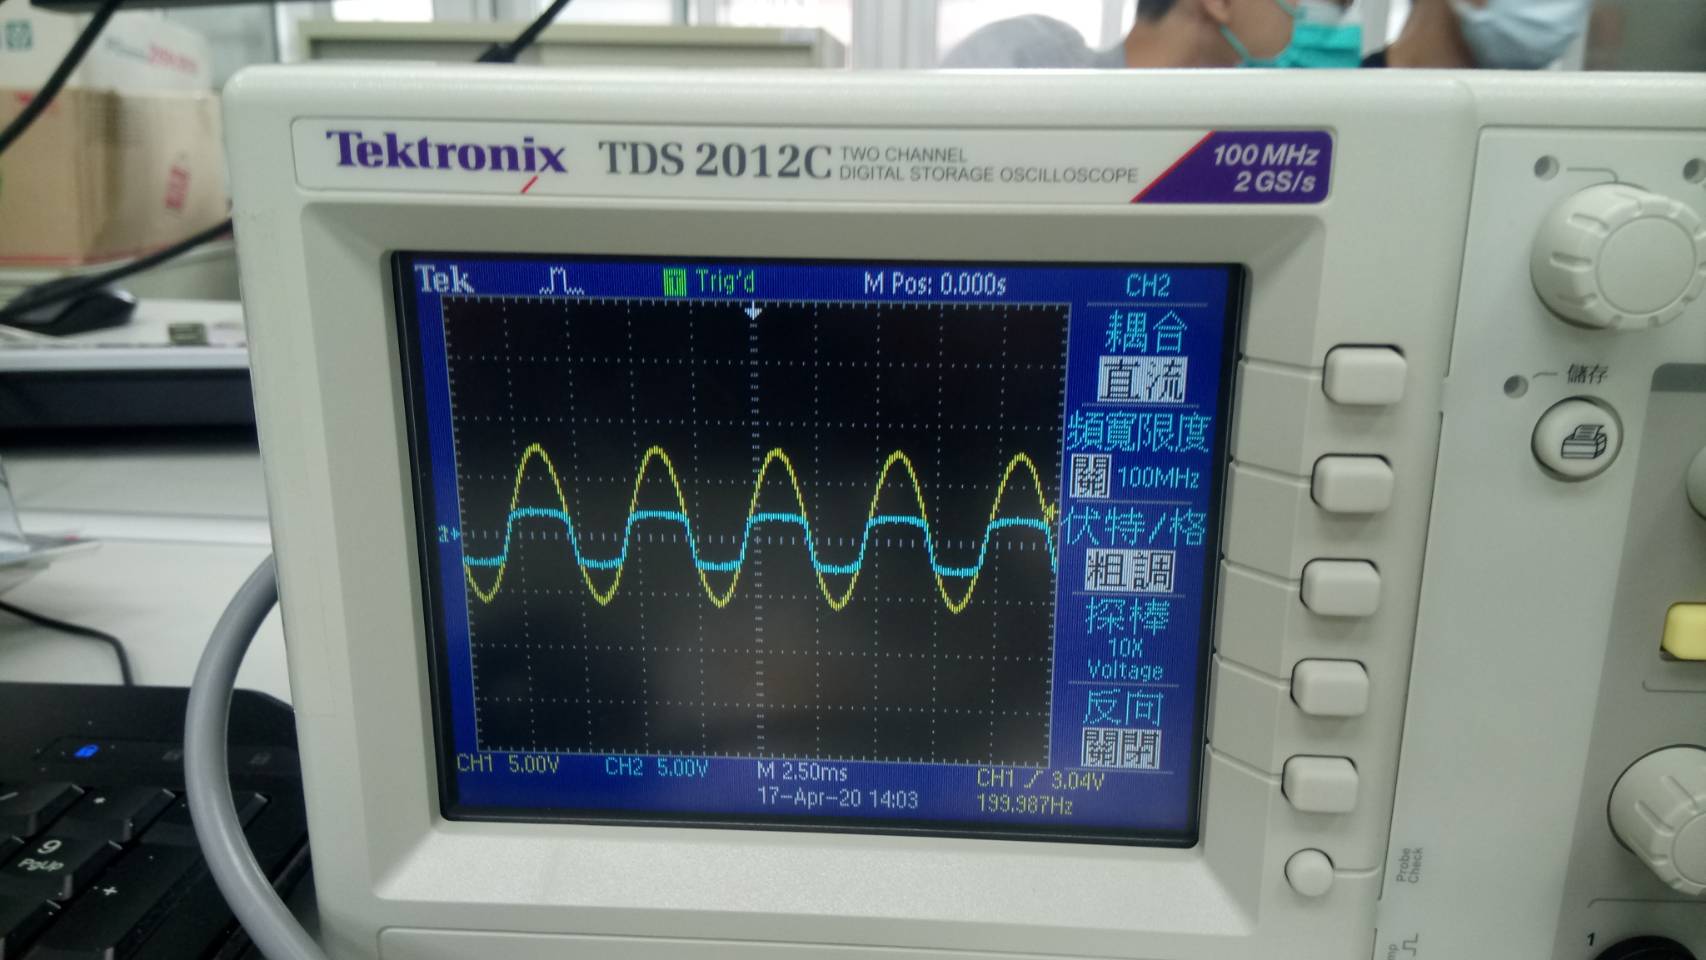 Tektronix TDS 2012C TWO CHANNEL
DIGITAL STORAGE OSCILLOSCOPE
100 MHz
2 GS/s
Tek Trig'd M Pos: 0.000s CH2
耦合
直流
頻寬限度
關 100MHz
伏特/格
粗調
探棒
10X
Voltage
反向
關閉
2
CH1 5.00V CH2 5.00V M 2.50ms CH1 3.04V
17-Apr-20 14:03 199.987Hz
儲存
Probe
Check
1
9
PgUp
+